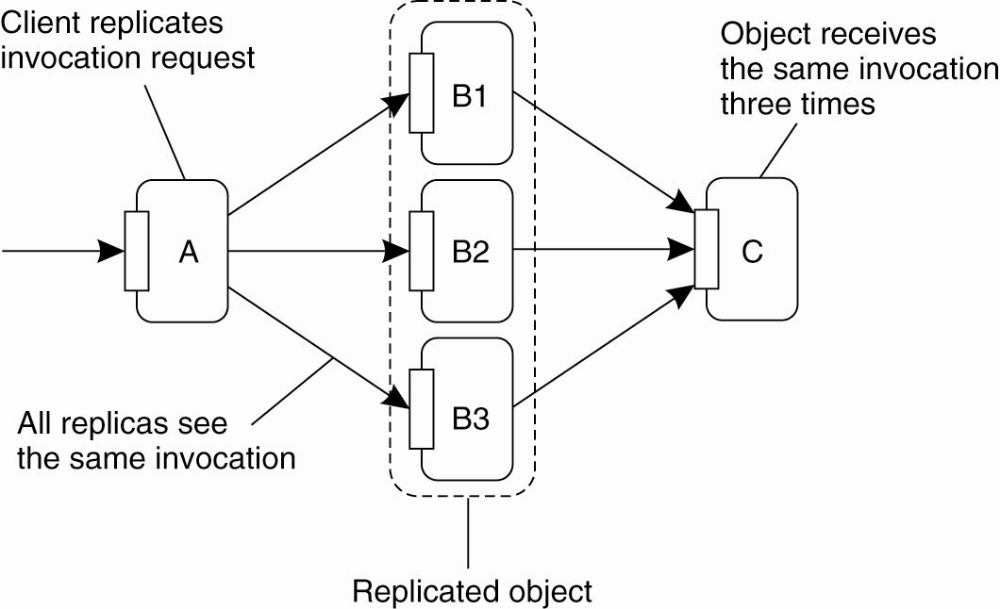 Client replicates
invocation request
Object receives
the same invocation
three times
B1
A
B2
C
B3
All replicas see
the same invocation
Replicated object